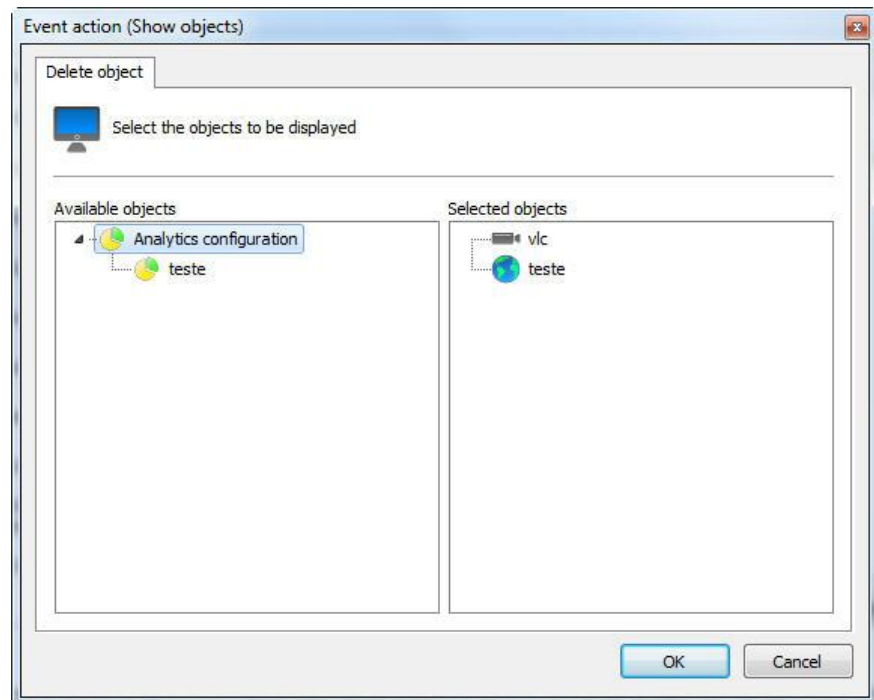 Event action (Show objects)
Delete object
Select the objects to be displayed
Available objects
Selected objects
Analytics configuration
teste
vlc
teste
OK
Cancel